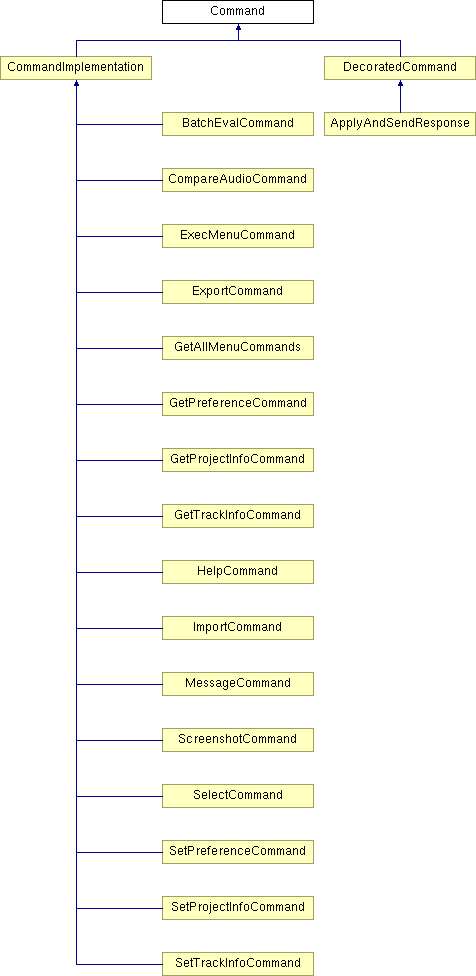 Command
CommandImplementation
DecoratedCommand
BatchEvalCommand
ApplyAndSendResponse
CompareAudioCommand
ExecMenuCommand
ExportCommand
GetAllMenuCommands
GetPreferenceCommand
GetProjectInfoCommand
GetTrackInfoCommand
HelpCommand
ImportCommand
MessageCommand
ScreenshotCommand
SelectCommand
SetPreferenceCommand
SetProjectInfoCommand
SetTrackInfoCommand